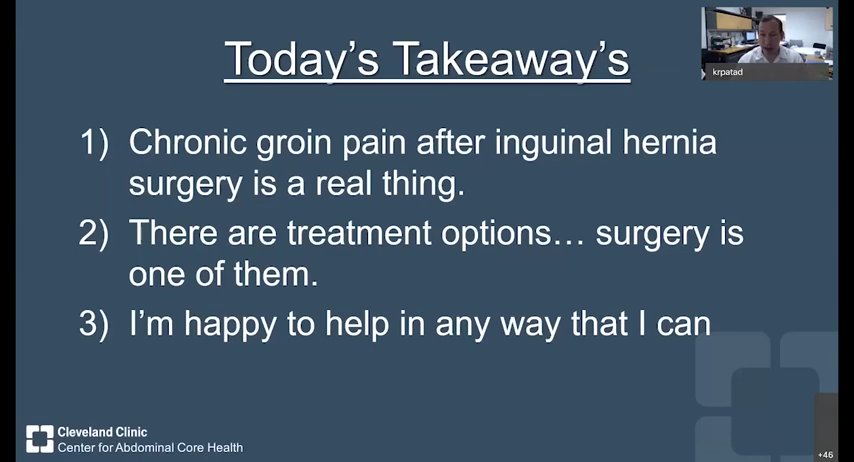 Today's Takeaway's
krpatad
1) Chronic groin pain after inguinal hernia
surgery is a real thing.
2) There are treatment options... surgery is
one of them.
3) I'm happy to help in any way that I can
Cleveland Clinic
Center for Abdominal Core Health
+46